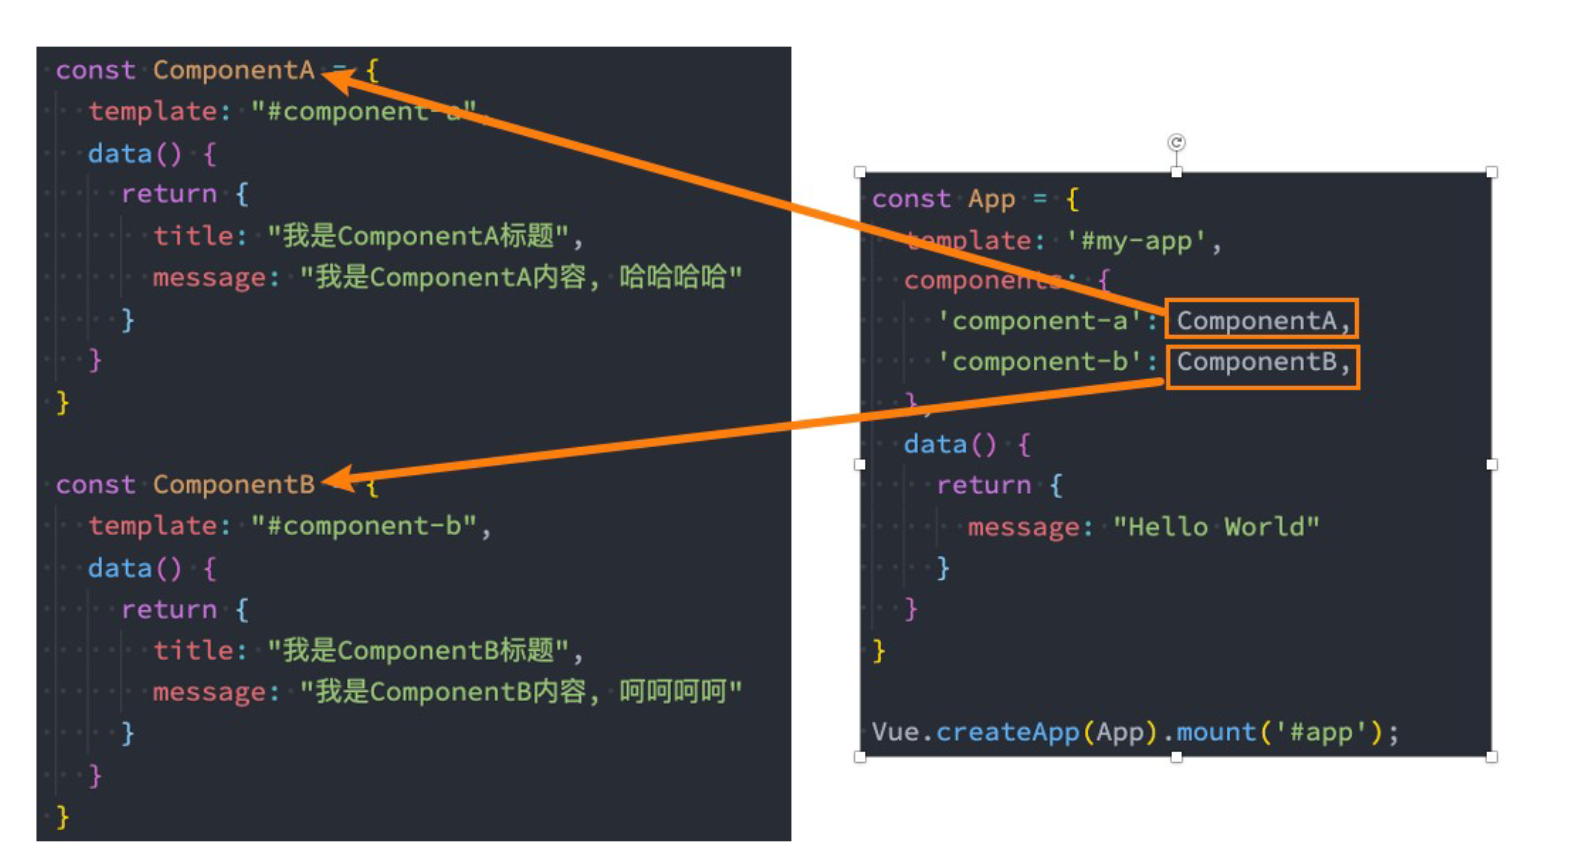 const ComponentA = {
  template: "#component-a",
  data() {
    return {
      title: "我是ComponentA标题",
      message: "我是ComponentA内容, 哈哈哈哈"
    }
  }
}
const ComponentB = {
  template: "#component-b",
  data() {
    return {
      title: "我是ComponentB标题",
      message: "我是ComponentB内容, 呵呵呵呵"
    }
  }
}
const App = {
  template: '#my-app',
  components: {
    'component-a': ComponentA,
    'component-b': ComponentB,
  },
  data() {
    return {
      message: "Hello World"
    }
  }
}
Vue.createApp(App).mount('#app');